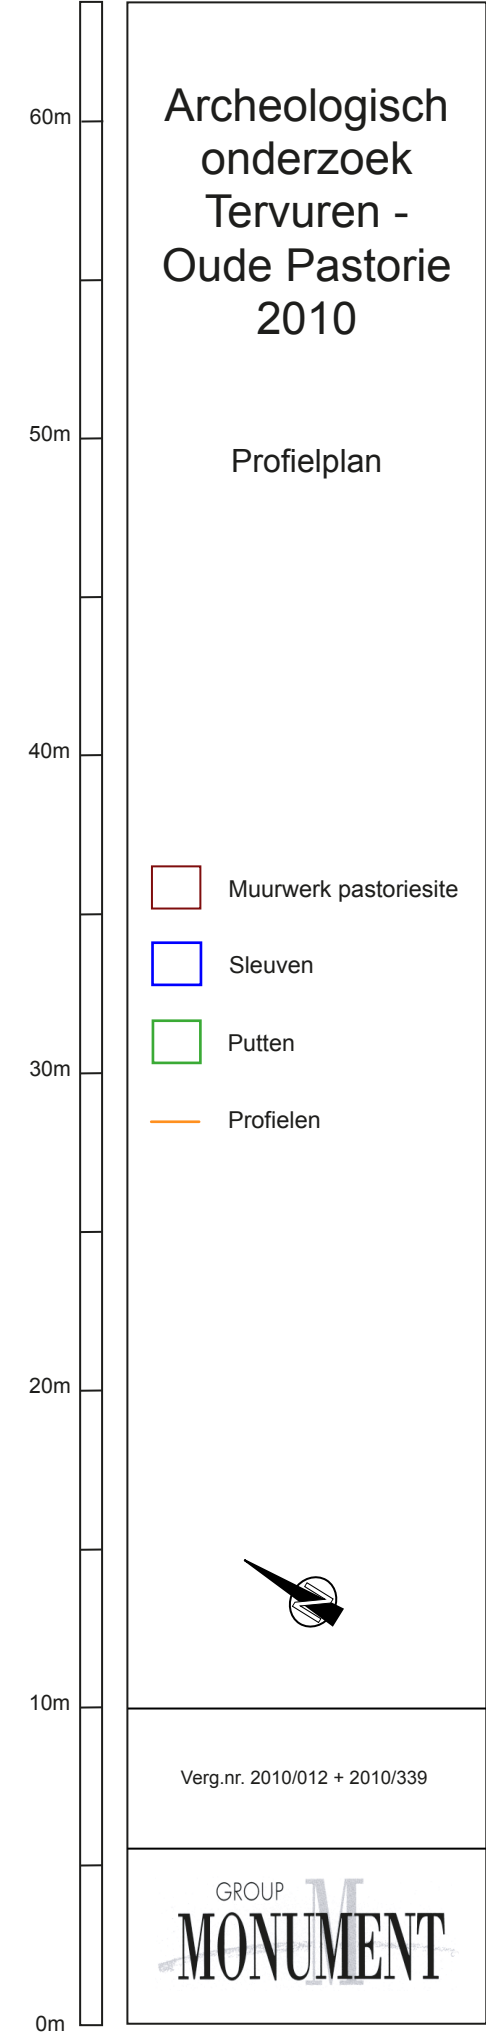 60m
50m
40m
30m
20m
10m
0m
Archeologisch
onderzoek
Tervuren -
Oude Pastorie
2010
Profielplan
Muurwerk pastoriesite
Sleuven
Putten
Profielen
N
Verg.nr. 2010/012 + 2010/339
M
GROUP
MONUMENT